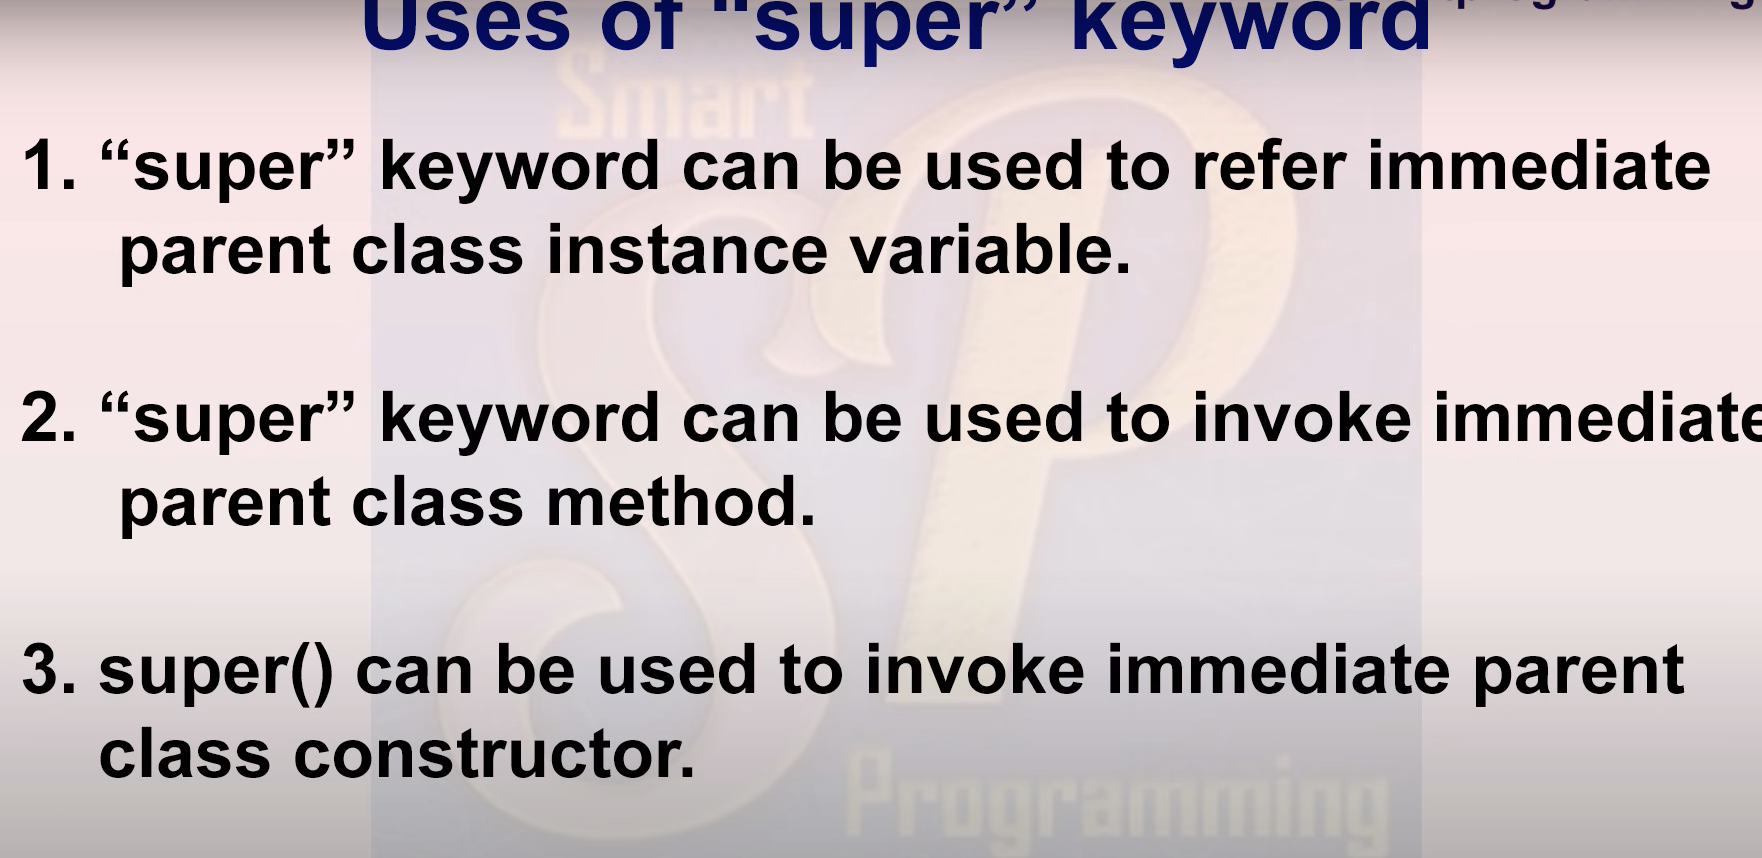 Uses of “super” keyword
1. “super” keyword can be used to refer immediate
parent class instance variable.
2. “super” keyword can be used to invoke immediate
parent class method.
3. super() can be used to invoke immediate parent
class constructor.
Smart
SP
Programming